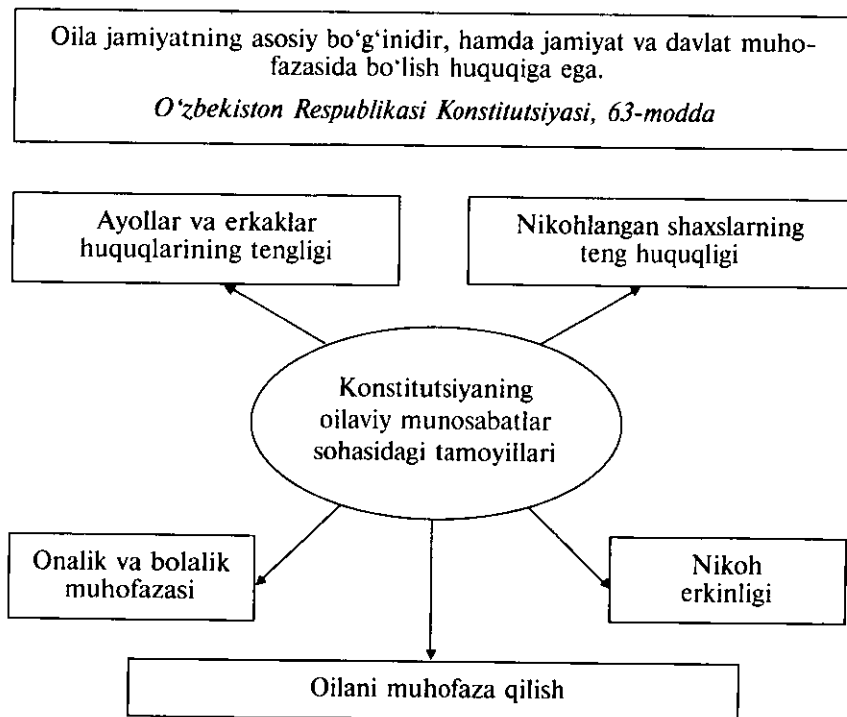 Oila jamiyatning asosiy bo‘g‘inidir, hamda jamiyat va davlat muho-
fazasida bo‘lish huquqiga ega.
O‘zbekiston Respublikasi Konstitutsiyasi, 63-modda
Ayollar va erkaklar
huquqlarining tengligi
Nikohlangan shaxslarning
teng huquqligi
Konstitutsiyaning
oilaviy munosabatlar
sohasidagi tamoyillari
Onalik va bolalik
muhofazasi
Nikoh
erkinligi
Oilani muhofaza qilish